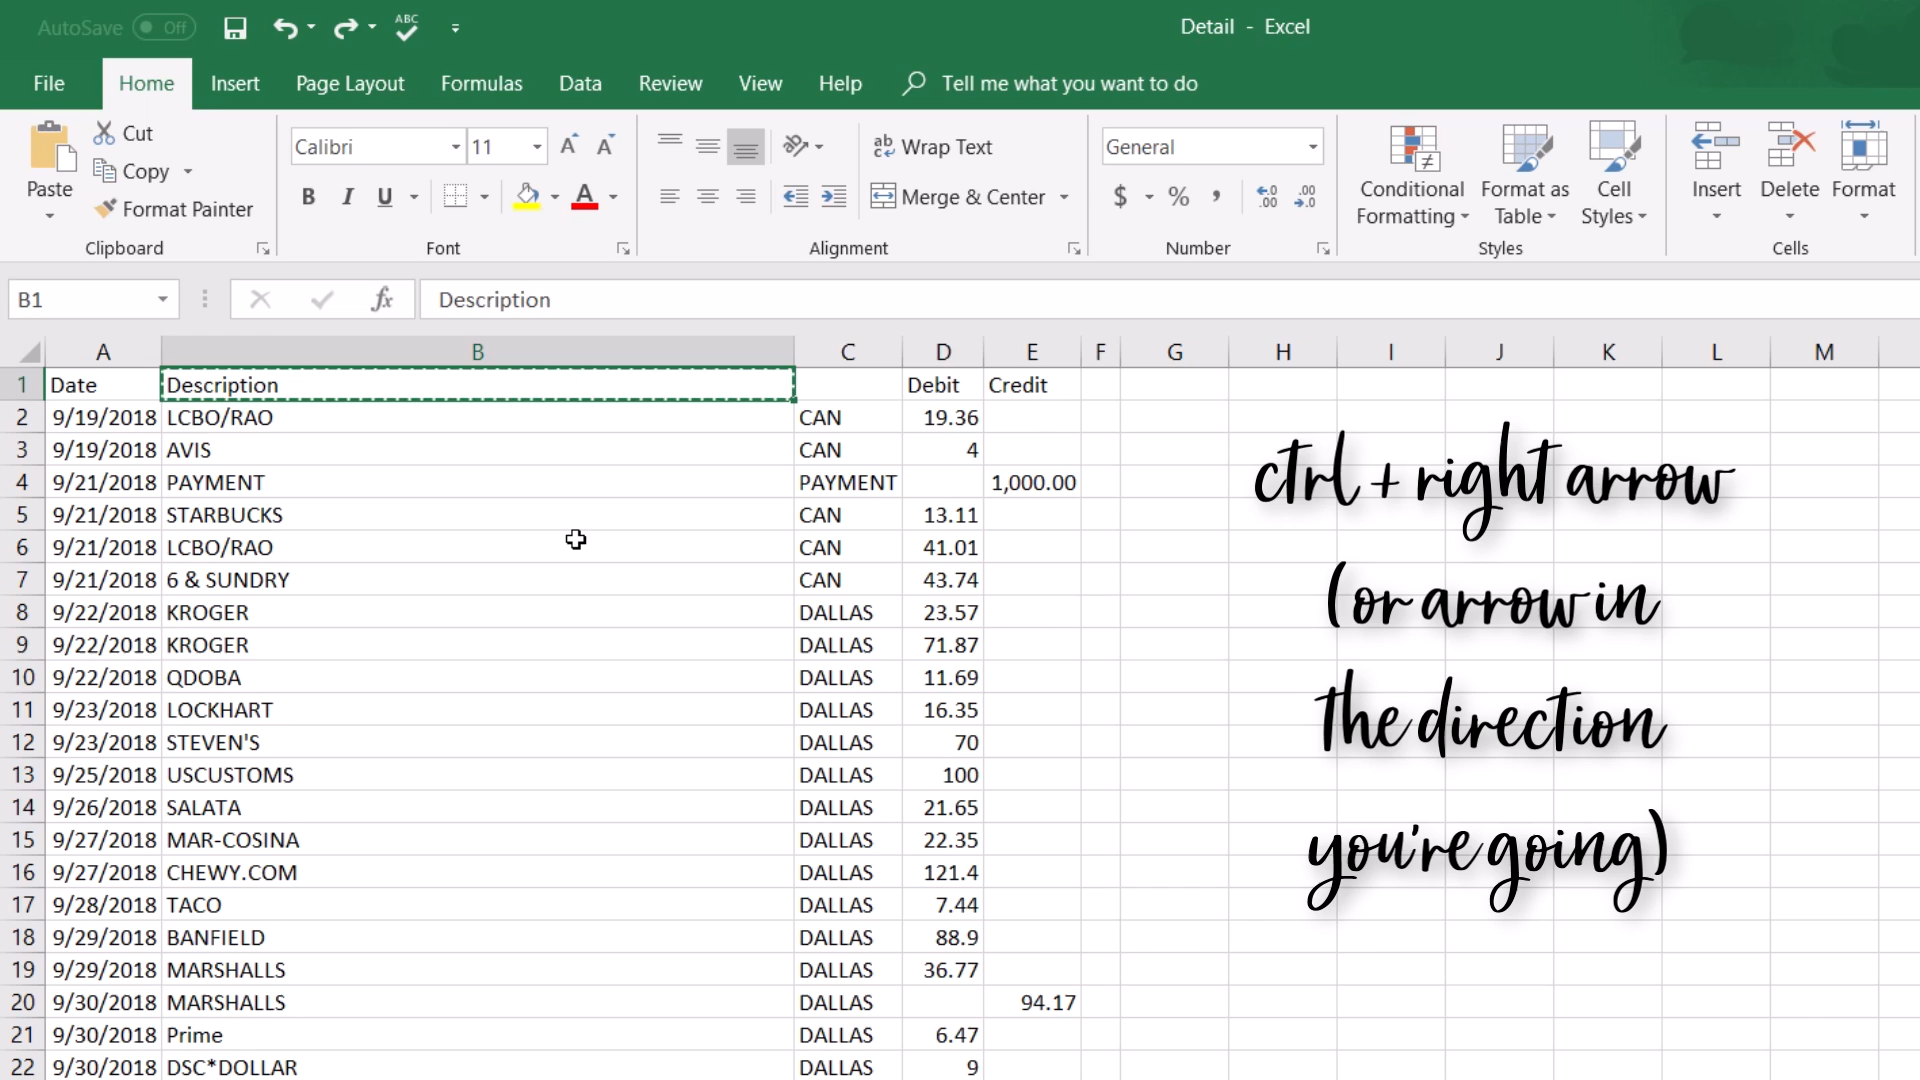 AutoSave Off ABC Detail - Excel
File Home Insert Page Layout Formulas Data Review View Help Tell me what you want to do
Cut
Copy
Format Painter
Paste
Clipboard
Calibri 11 A A
B I U A
Font
ab Wrap Text
Merge & Center
Alignment
General
$ % , .0 .00 .00 .0
Number
Conditional Formatting
Format as Table
Cell Styles
Styles
Insert Delete Format
Cells
B1 fx Description
A B C D E F G H I J K L M
1 Date Description Debit Credit
2 9/19/2018 LCBO/RAO CAN 19.36
3 9/19/2018 AVIS CAN 4
4 9/21/2018 PAYMENT PAYMENT 1,000.00
5 9/21/2018 STARBUCKS CAN 13.11
6 9/21/2018 LCBO/RAO CAN 41.01
7 9/21/2018 6 & SUNDRY CAN 43.74
8 9/22/2018 KROGER DALLAS 23.57
9 9/22/2018 KROGER DALLAS 71.87
10 9/22/2018 QDOBA DALLAS 11.69
11 9/23/2018 LOCKHART DALLAS 16.35
12 9/23/2018 STEVEN'S DALLAS 70
13 9/25/2018 USCUSTOMS DALLAS 100
14 9/26/2018 SALATA DALLAS 21.65
15 9/27/2018 MAR-COSINA DALLAS 22.35
16 9/27/2018 CHEWY.COM DALLAS 121.4
17 9/28/2018 TACO DALLAS 7.44
18 9/29/2018 BANFIELD DALLAS 88.9
19 9/29/2018 MARSHALLS DALLAS 36.77
20 9/30/2018 MARSHALLS DALLAS 94.17
21 9/30/2018 Prime DALLAS 6.47
22 9/30/2018 DSC*DOLLAR DALLAS 9
ctrl + right arrow
(or arrow in
the direction
you're going)